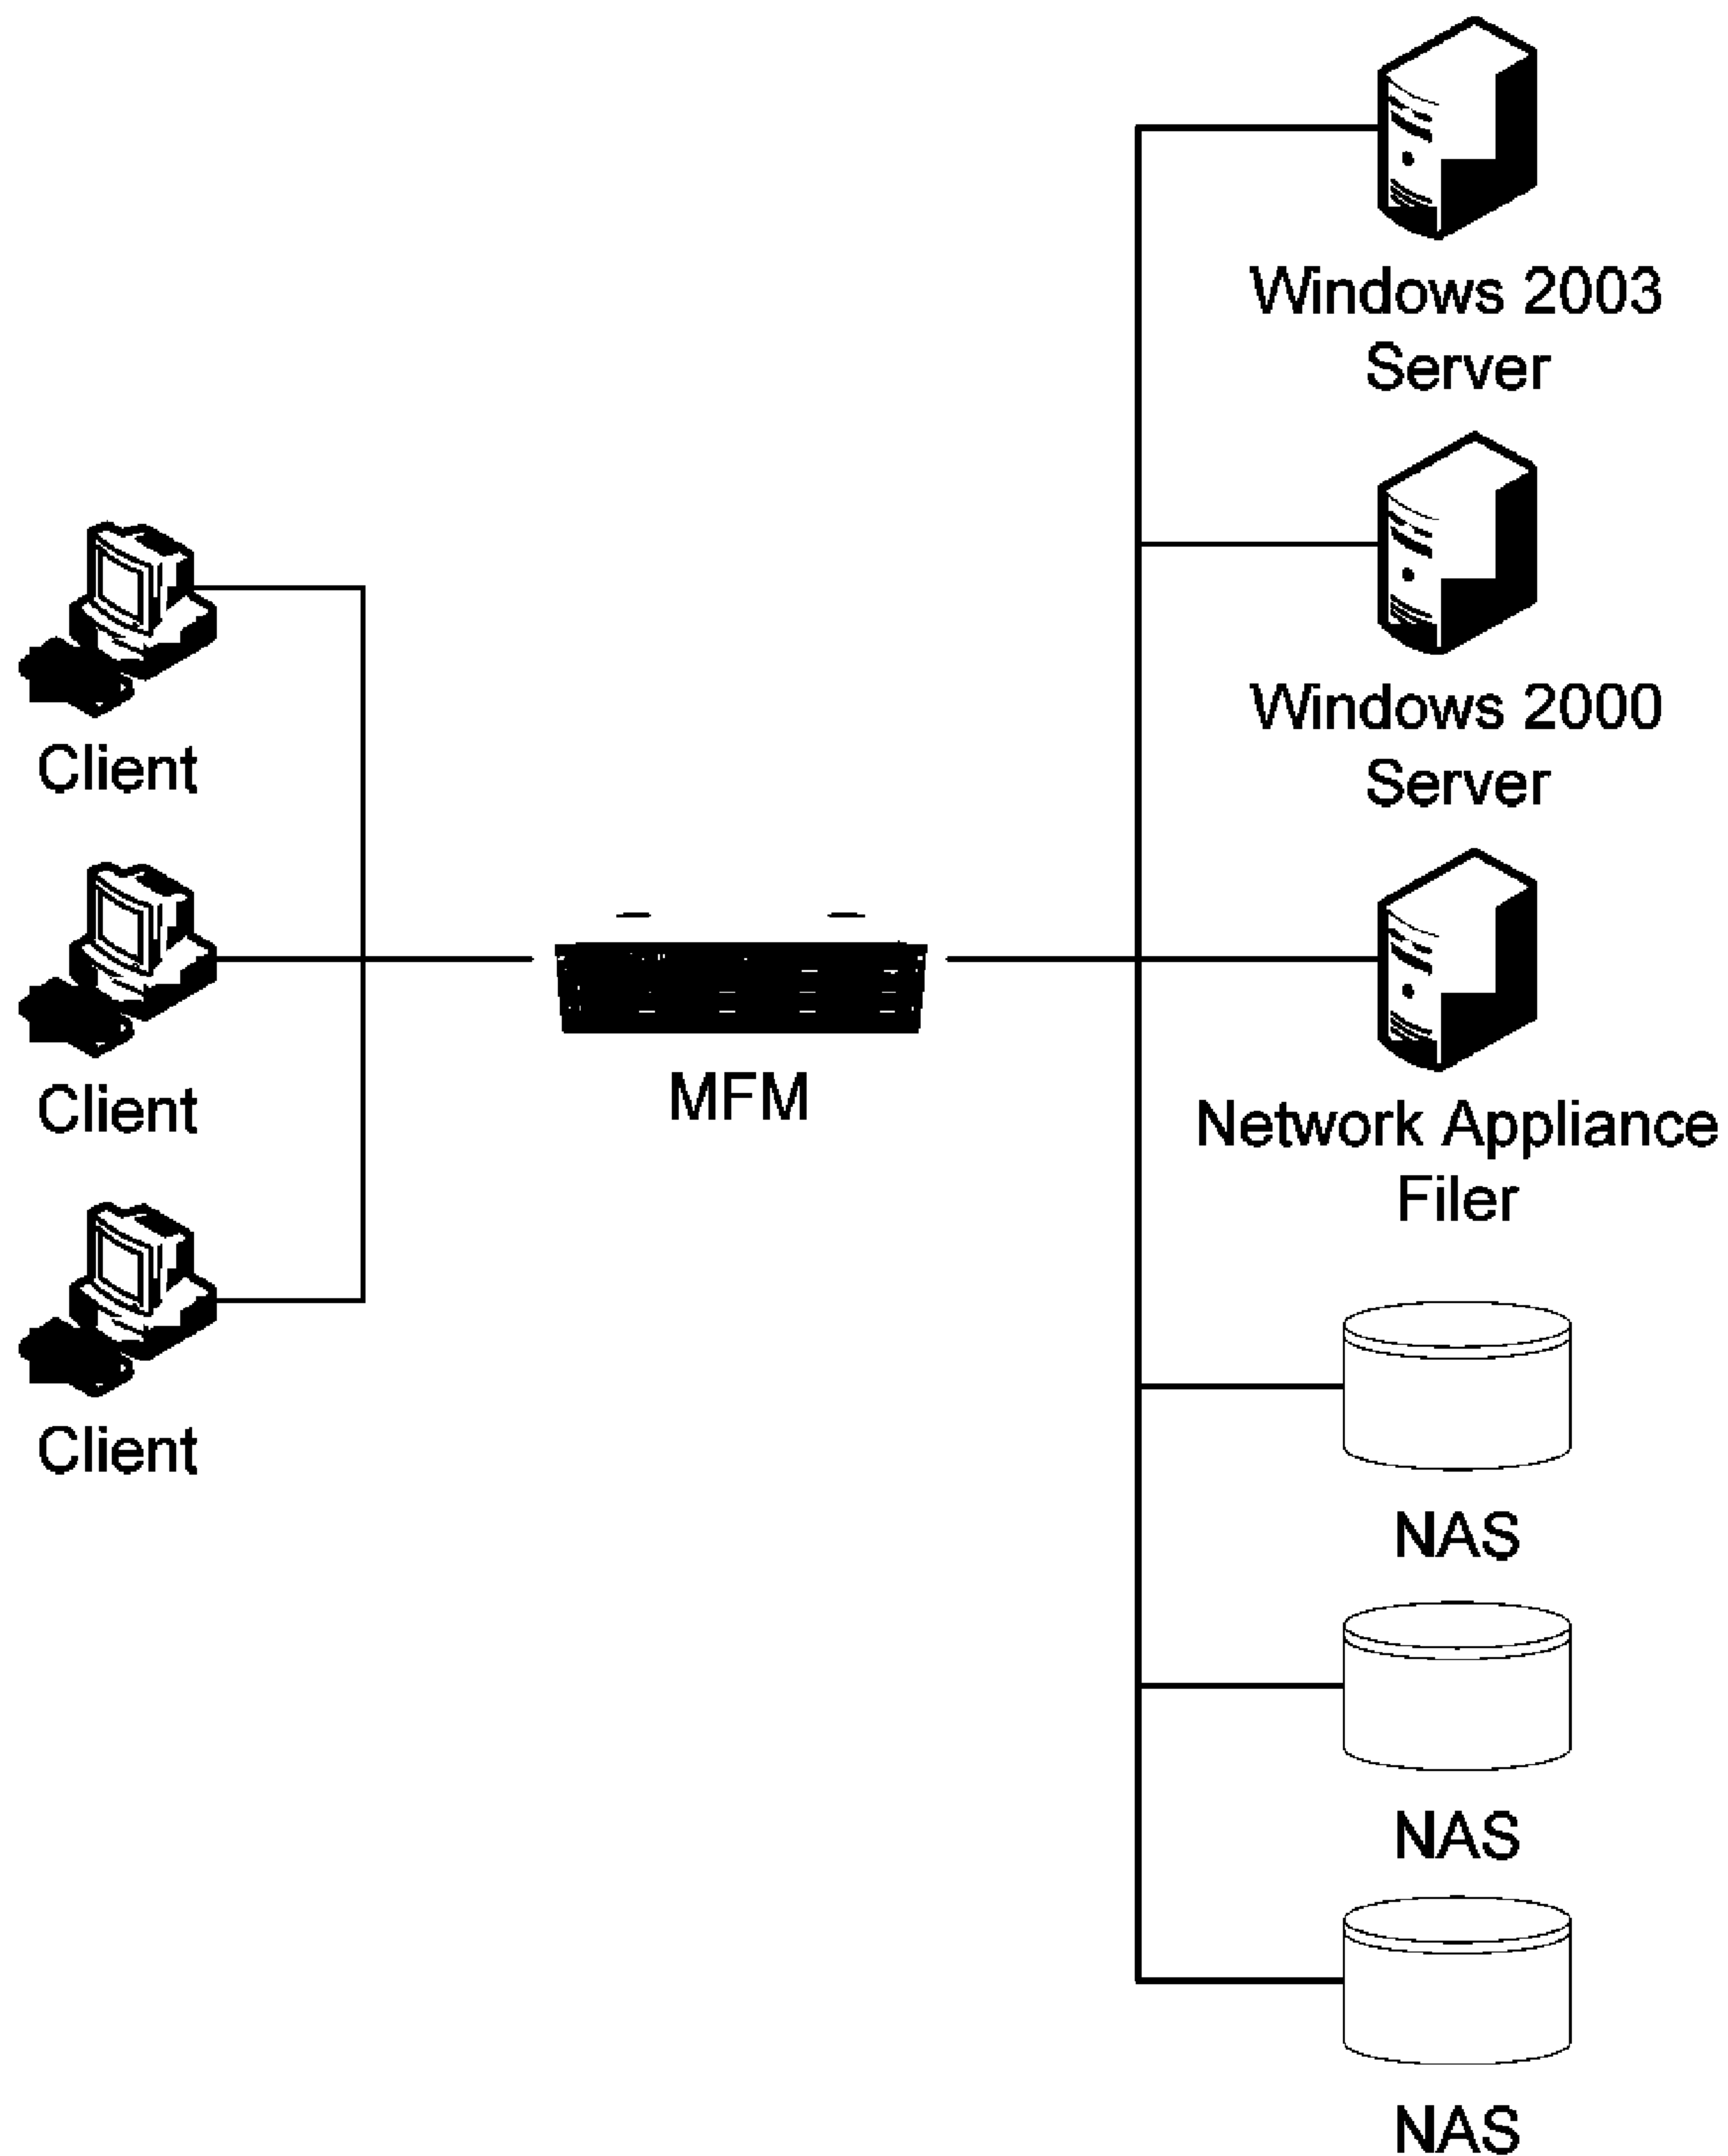 Client
Client
Client
MFM
Windows 2003
Server
Windows 2000
Server
Network Appliance
Filer
NAS
NAS
NAS